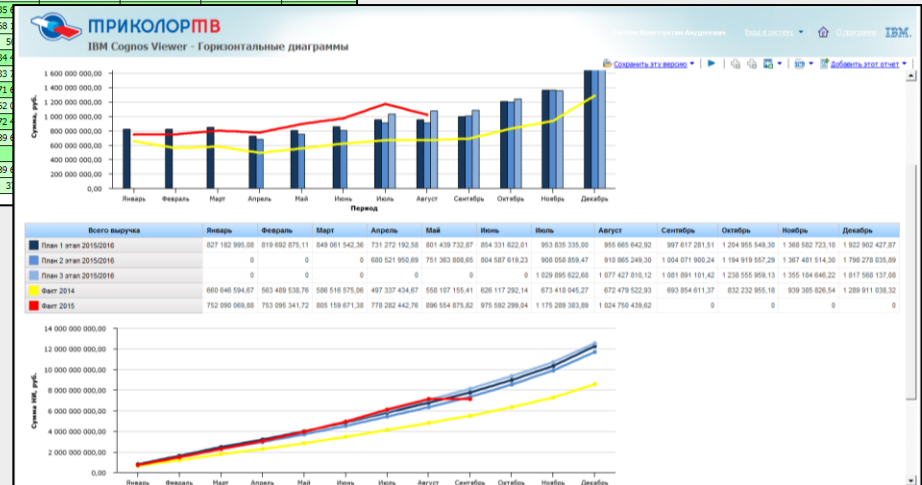 ТРИКОЛОРТВ
IBM Cognos Viewer - Горизонтальные диаграммы
IBM.
Сохранить эту версию
Добавить этот отчет
1 600 000 000,00
1 400 000 000,00
1 200 000 000,00
1 000 000 000,00
800 000 000,00
600 000 000,00
400 000 000,00
200 000 000,00
0,00
Сумма, руб.
Январь Февраль Март Апрель Май Июнь Июль Август Сентябрь Октябрь Ноябрь Декабрь
Период
Всего выручка Январь Февраль Март Апрель Май Июнь Июль Август Сентябрь Октябрь Ноябрь Декабрь
План 1 этап 2015/2016 827 182 995,08 819 692 875,11 849 061 542,36 731 272 192,58 801 439 732,87 854 331 622,01 953 835 335,00 955 665 642,92 997 617 281,51 1 204 955 549,30 1 368 582 723,10 1 922 902 427,87
План 2 этап 2015/2016 0 0 0 680 521 950,69 751 363 808,65 804 587 619,23 908 058 859,47 910 865 249,30 1 004 071 900,24 1 194 919 557,29 1 367 481 514,30 1 798 278 035,89
План 3 этап 2015/2016 0 0 0 0 0 0 1 029 895 622,68 1 077 427 810,12 1 081 891 101,42 1 238 555 959,13 1 355 184 646,22 1 817 568 137,68
Факт 2014 660 646 594,67 563 489 538,76 586 516 575,06 497 337 434,67 558 107 155,41 626 117 292,14 673 418 045,27 672 479 522,93 693 854 611,37 832 232 955,18 939 385 826,54 1 289 911 038,32
Факт 2015 752 090 069,88 753 095 341,72 805 159 671,38 778 282 442,76 896 554 875,82 975 592 299,04 1 175 289 383,89 1 024 750 439,62 0 0 0 0
14 000 000 000,00
12 000 000 000,00
10 000 000 000,00
8 000 000 000,00
6 000 000 000,00
4 000 000 000,00
2 000 000 000,00
0,00
Сумма НИ, руб.
Январь Февраль Март Апрель Май Июнь Июль Август Сентябрь Октябрь Ноябрь Декабрь